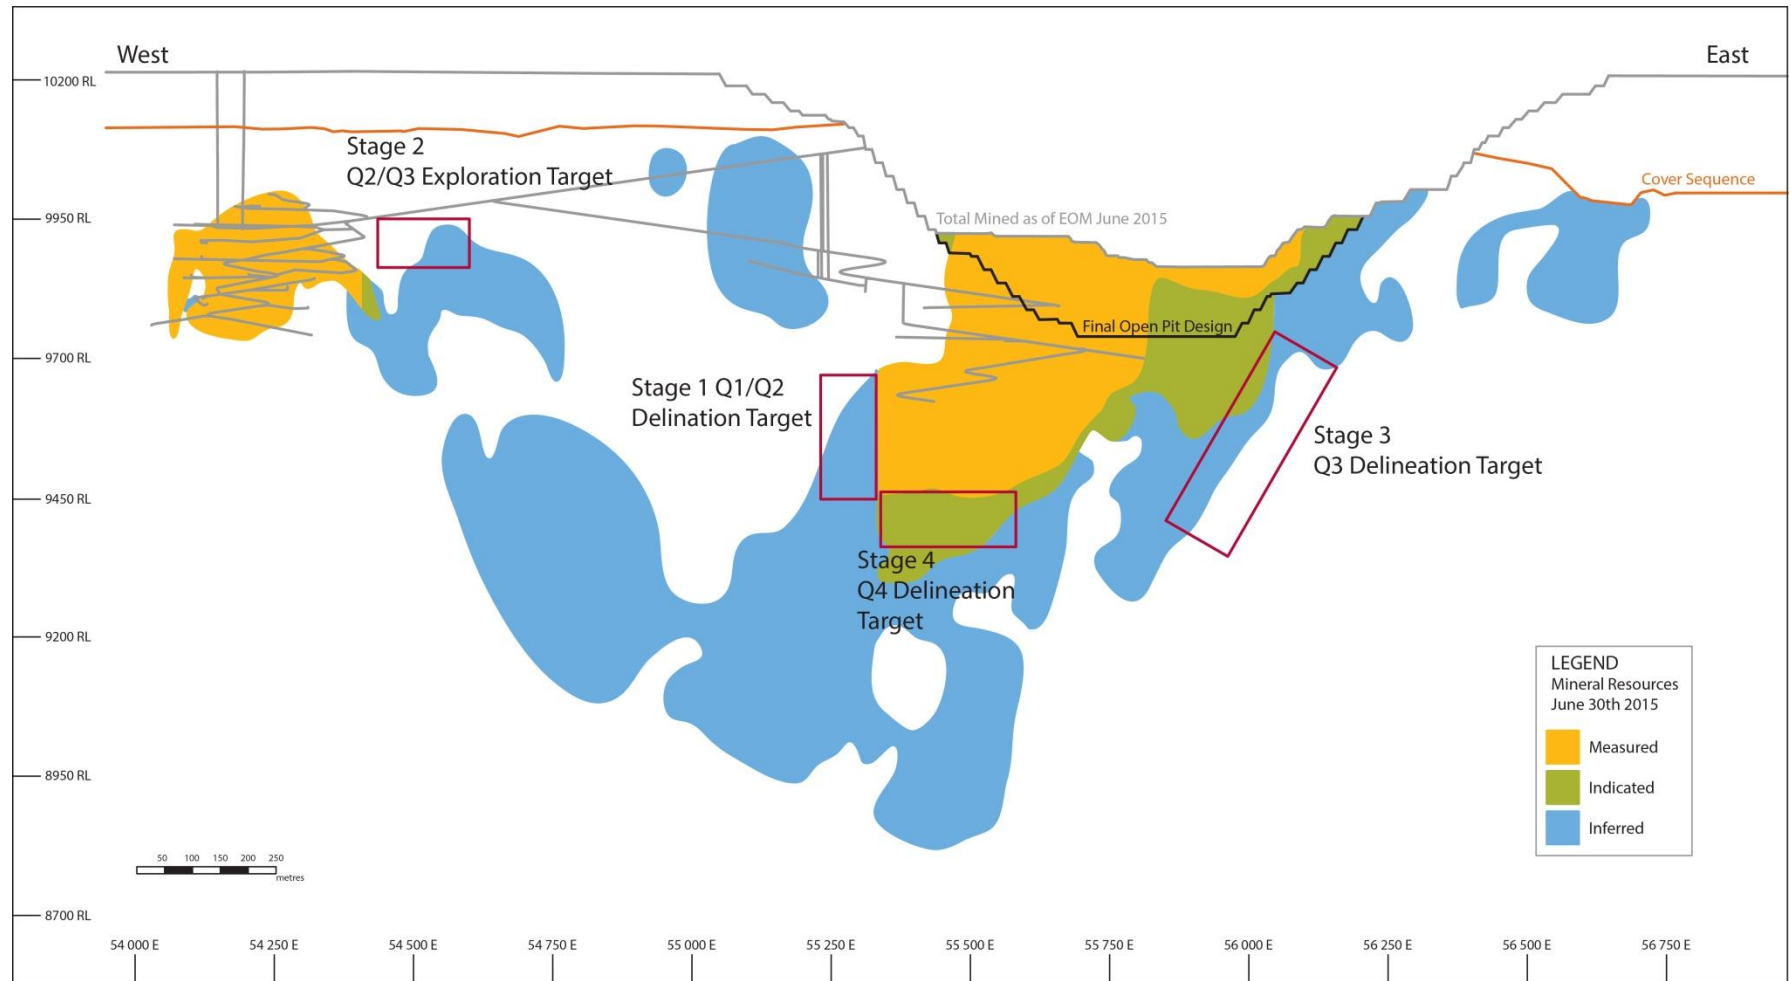 West
East
10200 RL
Stage 2
Q2/Q3 Exploration Target
Cover Sequence
9950 RL
Total Mined as of EOM June 2015
Final Open Pit Design
9700 RL
Stage 1 Q1/Q2
Delination Target
Stage 3
Q3 Delineation Target
9450 RL
Stage 4
Q4 Delineation
Target
9200 RL
LEGEND
Mineral Resources
June 30th 2015
Measured
Indicated
Inferred
8950 RL
50 100 150 200 250
metres
8700 RL
54 000 E 54 250 E 54 500 E 54 750 E 55 000 E 55 250 E 55 500 E 55 750 E 56 000 E 56 250 E 56 500 E 56 750 E